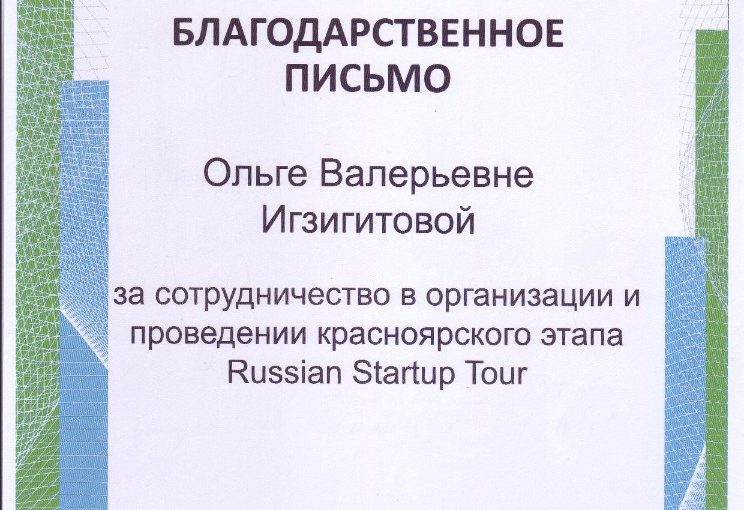 БЛАГОДАРСТВЕННОЕ
ПИСЬМО
Ольге Валерьевне
Игзигитовой
за сотрудничество в организации и
проведении красноярского этапа
Russian Startup Tour